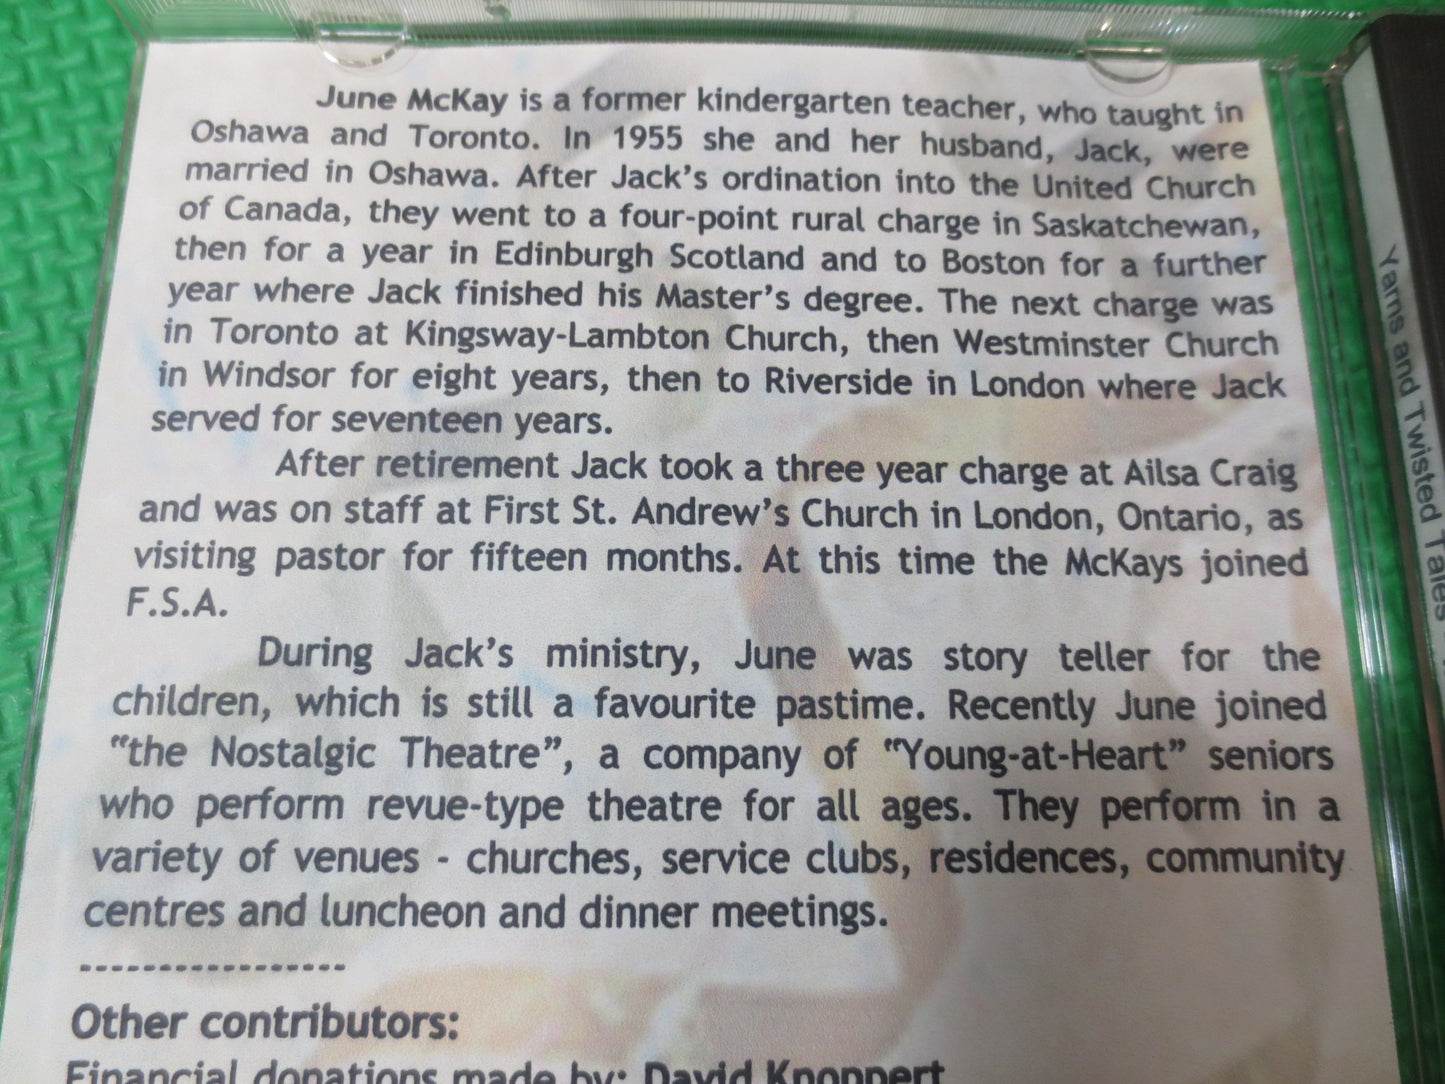 June McKay is a former kindergarten teacher, who taught in
Oshawa and Toronto. In 1955 she and her husband, Jack, were
married in Oshawa. After Jack's ordination into the United Church
of Canada, they went to a four-point rural charge in Saskatchewan,
then for a year in Edinburgh Scotland and to Boston for a further
year where Jack finished his Master's degree. The next charge was
in Toronto at Kingsway-Lambton Church, then Westminster Church
in Windsor for eight years, then to Riverside in London where Jack
served for seventeen years.
After retirement Jack took a three year charge at Ailsa Craig
and was on staff at First St. Andrew's Church in London, Ontario, as
visiting pastor for fifteen months. At this time the McKays joined
F.S.A.
During Jack's ministry, June was story teller for the
children, which is still a favourite pastime. Recently June joined
"the Nostalgic Theatre", a company of "Young-at-Heart" seniors
who perform revue-type theatre for all ages. They perform in a
variety of venues - churches, service clubs, residences, community
centres and luncheon and dinner meetings.
-----------------
Other contributors:
Financial donations made by: David Knoppert
Yarns and Twisted Tales